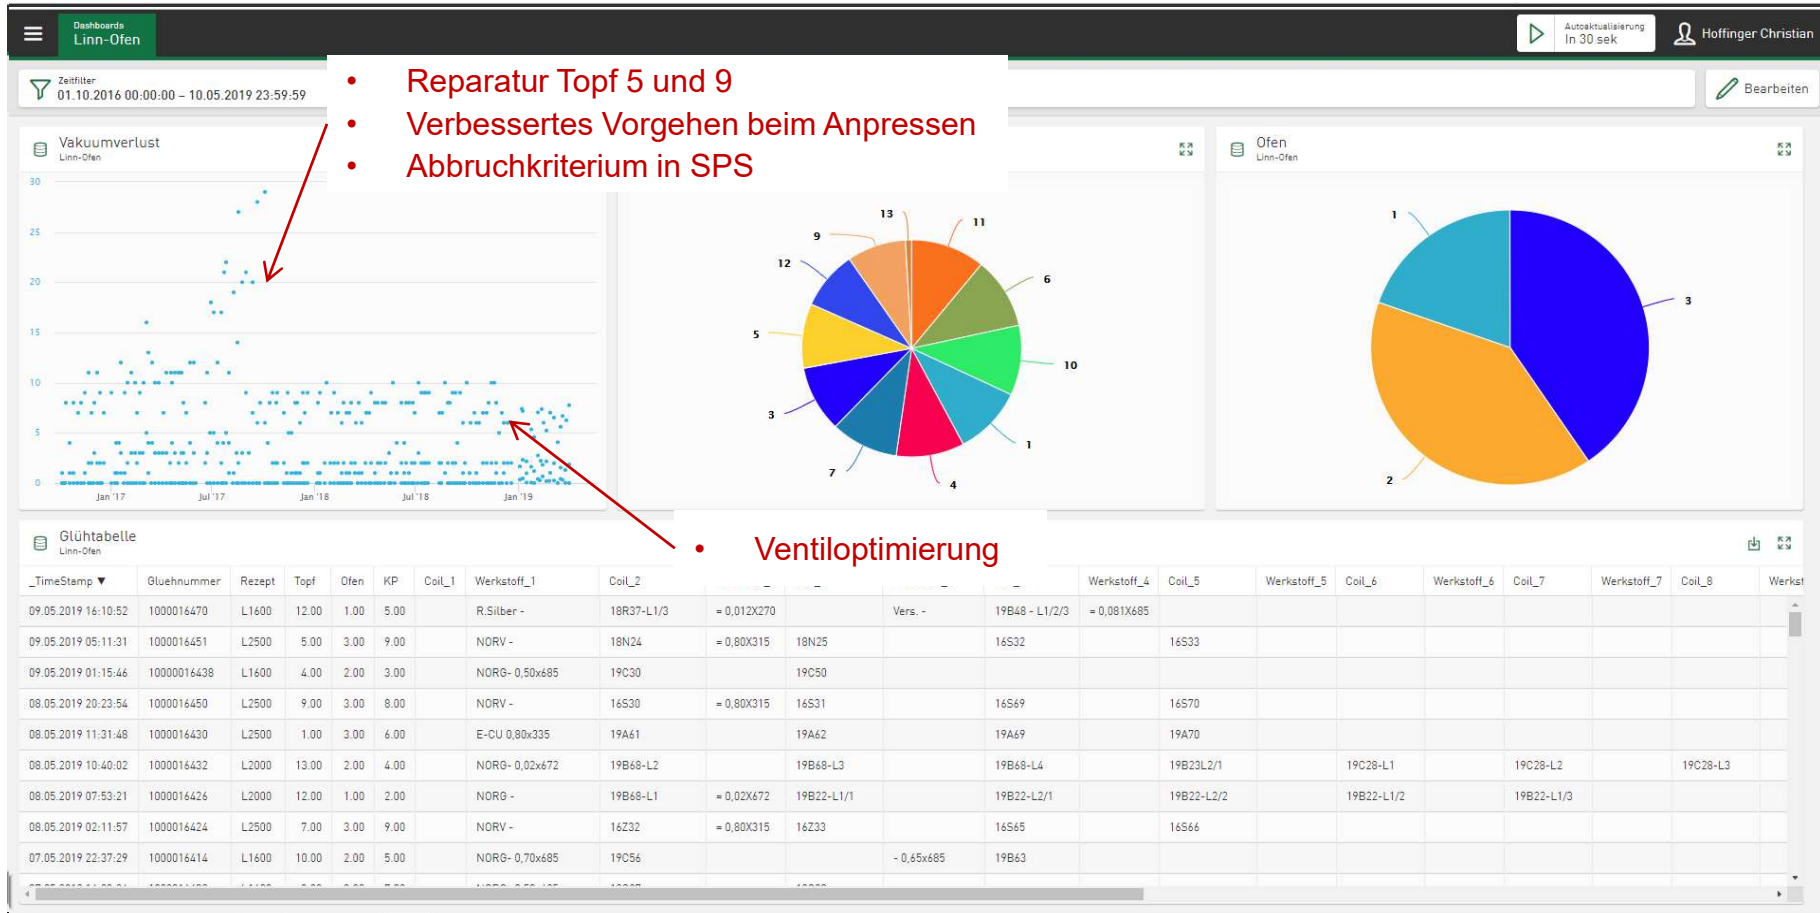 Dashboards
Linn-Ofen
Autoaktualisierung
In 30 sek
Hoffinger Christian
Zeitfilter
01.10.2016 00:00:00 – 10.05.2019 23:59:59
Bearbeiten
• Reparatur Topf 5 und 9
• Verbessertes Vorgehen beim Anpressen
• Abbruchkriterium in SPS
Vakuumverlust
Linn-Ofen
30
25
20
15
10
5
0
Jan '17 Jul '17 Jan '18 Jul '18 Jan '19
13
11
9
12
6
5
10
3
1
7
4
Ofen
Linn-Ofen
1
3
2
• Ventiloptimierung
Glühtabelle
Linn-Ofen
_TimeStamp ▼ Gluehnummer Rezept Topf Ofen KP Coil_1 Werkstoff_1 Coil_2 Werkstoff_4 Coil_5 Werkstoff_5 Coil_6 Werkstoff_6 Coil_7 Werkstoff_7 Coil_8
09.05.2019 16:10:52 1000016470 L1600 12.00 1.00 5.00 R.Silber - 18R37-L1/3 = 0,012X270 Vers. - 19B48 - L1/2/3 = 0,081X685
09.05.2019 05:11:31 1000016451 L2500 5.00 3.00 9.00 NORV - 18N24 = 0,80X315 18N25 16S32 16S33
09.05.2019 01:15:46 10000016438 L1600 4.00 2.00 3.00 NORG- 0,50x685 19C30 19C50
08.05.2019 20:23:54 1000016450 L2500 9.00 3.00 8.00 NORV - 16S30 = 0,80X315 16S31 16S69 16S70
08.05.2019 11:31:48 1000016430 L2500 1.00 3.00 6.00 E-CU 0,80x335 19A61 19A62 19A69 19A70
08.05.2019 10:40:02 1000016432 L2000 13.00 2.00 4.00 NORG- 0,02x672 19B68-L2 19B68-L3 19B68-L4 19B23L2/1 19C28-L1 19C28-L2 19C28-L3
08.05.2019 07:53:21 1000016426 L2000 12.00 1.00 2.00 NORG - 19B68-L1 = 0,02X672 19B22-L1/1 19B22-L2/1 19B22-L2/2 19B22-L1/2 19B22-L1/3
08.05.2019 02:11:57 1000016424 L2500 7.00 3.00 9.00 NORV - 16Z32 = 0,80X315 16Z33 16S65 16S66
07.05.2019 22:37:29 1000016414 L1600 10.00 2.00 5.00 NORG- 0,70x685 19C56 - 0,65x685 19B63